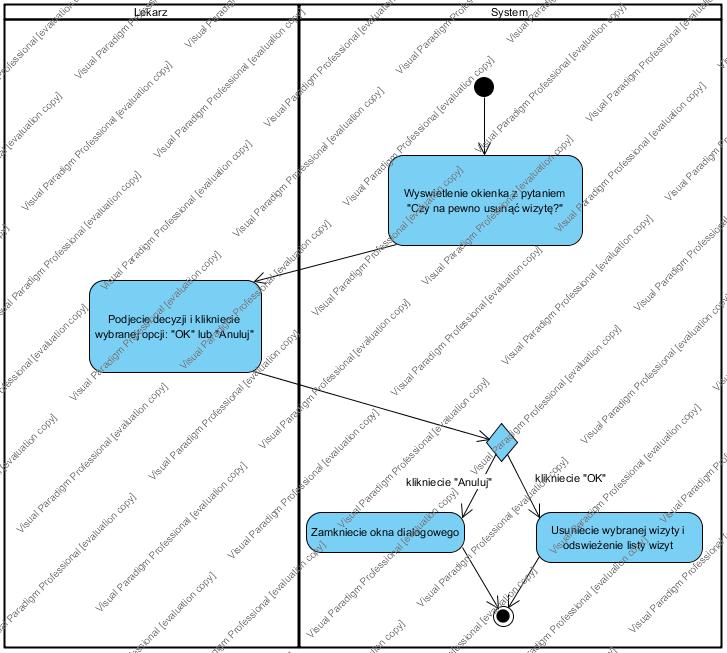 Lekarz
System
Wyswietlenie okienka z pytaniem
"Czy na pewno usunąć wizytę?"
Podjecie decyzji i klikniecie
wybranej opcji: "OK" lub "Anuluj"
klikniecie "Anuluj"
klikniecie "OK"
Zamkniecie okna dialogowego
Usuniecie wybranej wizyty i
odswieżenie listy wizyt
Visual Paradigm Professional [evaluation copy]